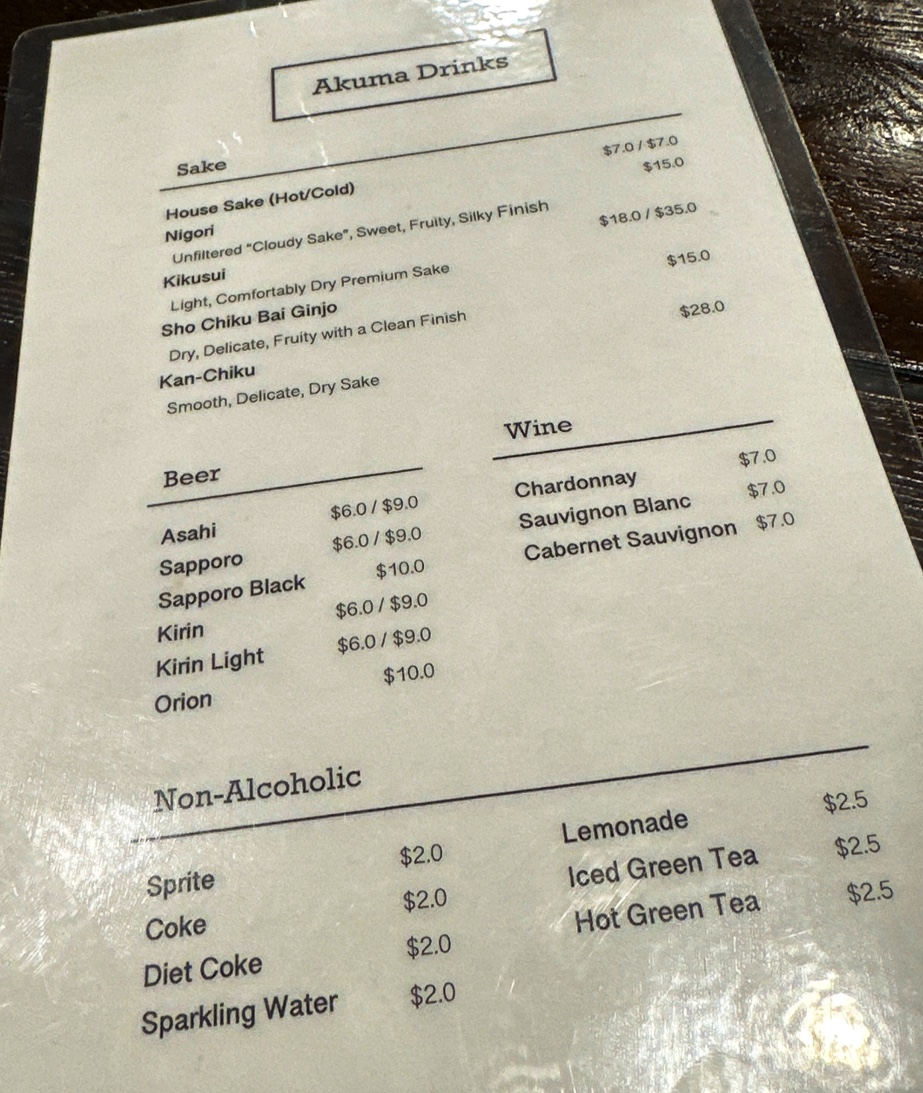 Akuma Drinks
Sake
House Sake (Hot/Cold) $7.0 / $7.0
Nigori $15.0
Unfiltered "Cloudy Sake", Sweet, Fruity, Silky Finish
Kikusui $18.0 / $35.0
Light, Comfortably Dry Premium Sake
Sho Chiku Bai Ginjo $15.0
Dry, Delicate, Fruity with a Clean Finish
Kan-Chiku $28.0
Smooth, Delicate, Dry Sake
Beer
Asahi $6.0 / $9.0
Sapporo $6.0 / $9.0
Sapporo Black $10.0
Kirin $6.0 / $9.0
Kirin Light $6.0 / $9.0
Orion $10.0
Wine
Chardonnay $7.0
Sauvignon Blanc $7.0
Cabernet Sauvignon $7.0
Non-Alcoholic
Sprite $2.0
Coke $2.0
Diet Coke $2.0
Sparkling Water $2.0
Lemonade $2.5
Iced Green Tea $2.5
Hot Green Tea $2.5